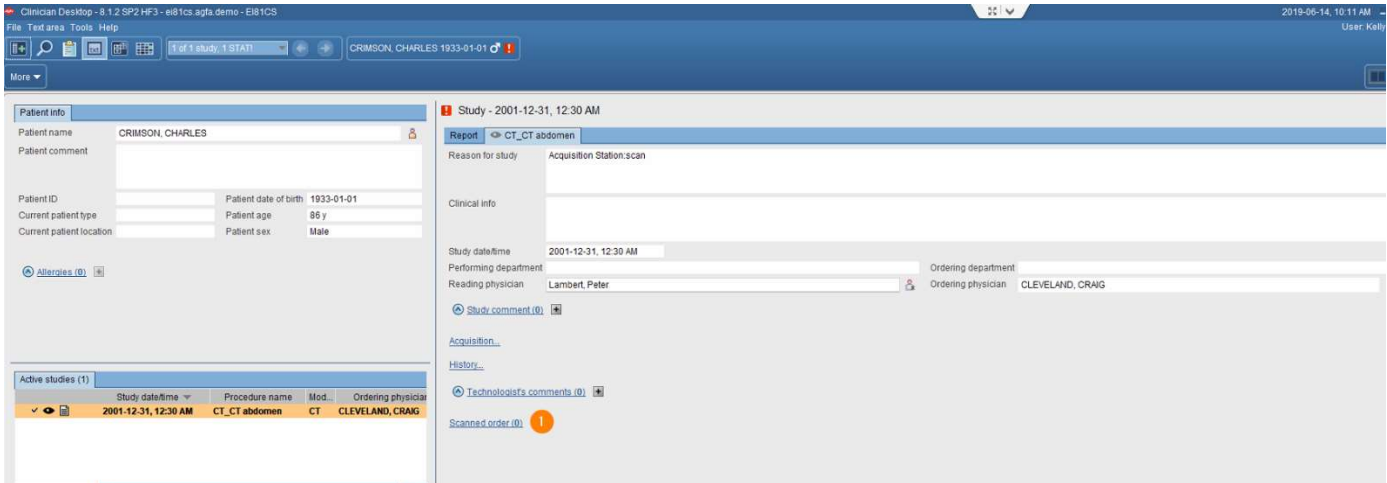 Clinician Desktop - 8.1.2 SP2 HF3 - ei81cs.agfa.demo - EI81CS
2019-06-14, 10:11 AM
File Text area Tools Help
User: Kelly
1 of 1 study, 1 STAT!
CRIMSON, CHARLES 1933-01-01
More
Patient info
Patient name CRIMSON, CHARLES
Patient comment
Patient ID Patient date of birth 1933-01-01
Current patient type Patient age 86 y
Current patient location Patient sex Male
Allergies (0)
Active studies (1)
Study date/time Procedure name Mod... Ordering physician
2001-12-31, 12:30 AM CT_CT abdomen CT CLEVELAND, CRAIG
Study - 2001-12-31, 12:30 AM
Report CT_CT abdomen
Reason for study Acquisition Station:scan
Clinical info
Study date/time 2001-12-31, 12:30 AM
Performing department Ordering department
Reading physician Lambert, Peter Ordering physician CLEVELAND, CRAIG
Study comment (0)
Acquisition...
History...
Technologist's comments (0)
Scanned order (0) 1